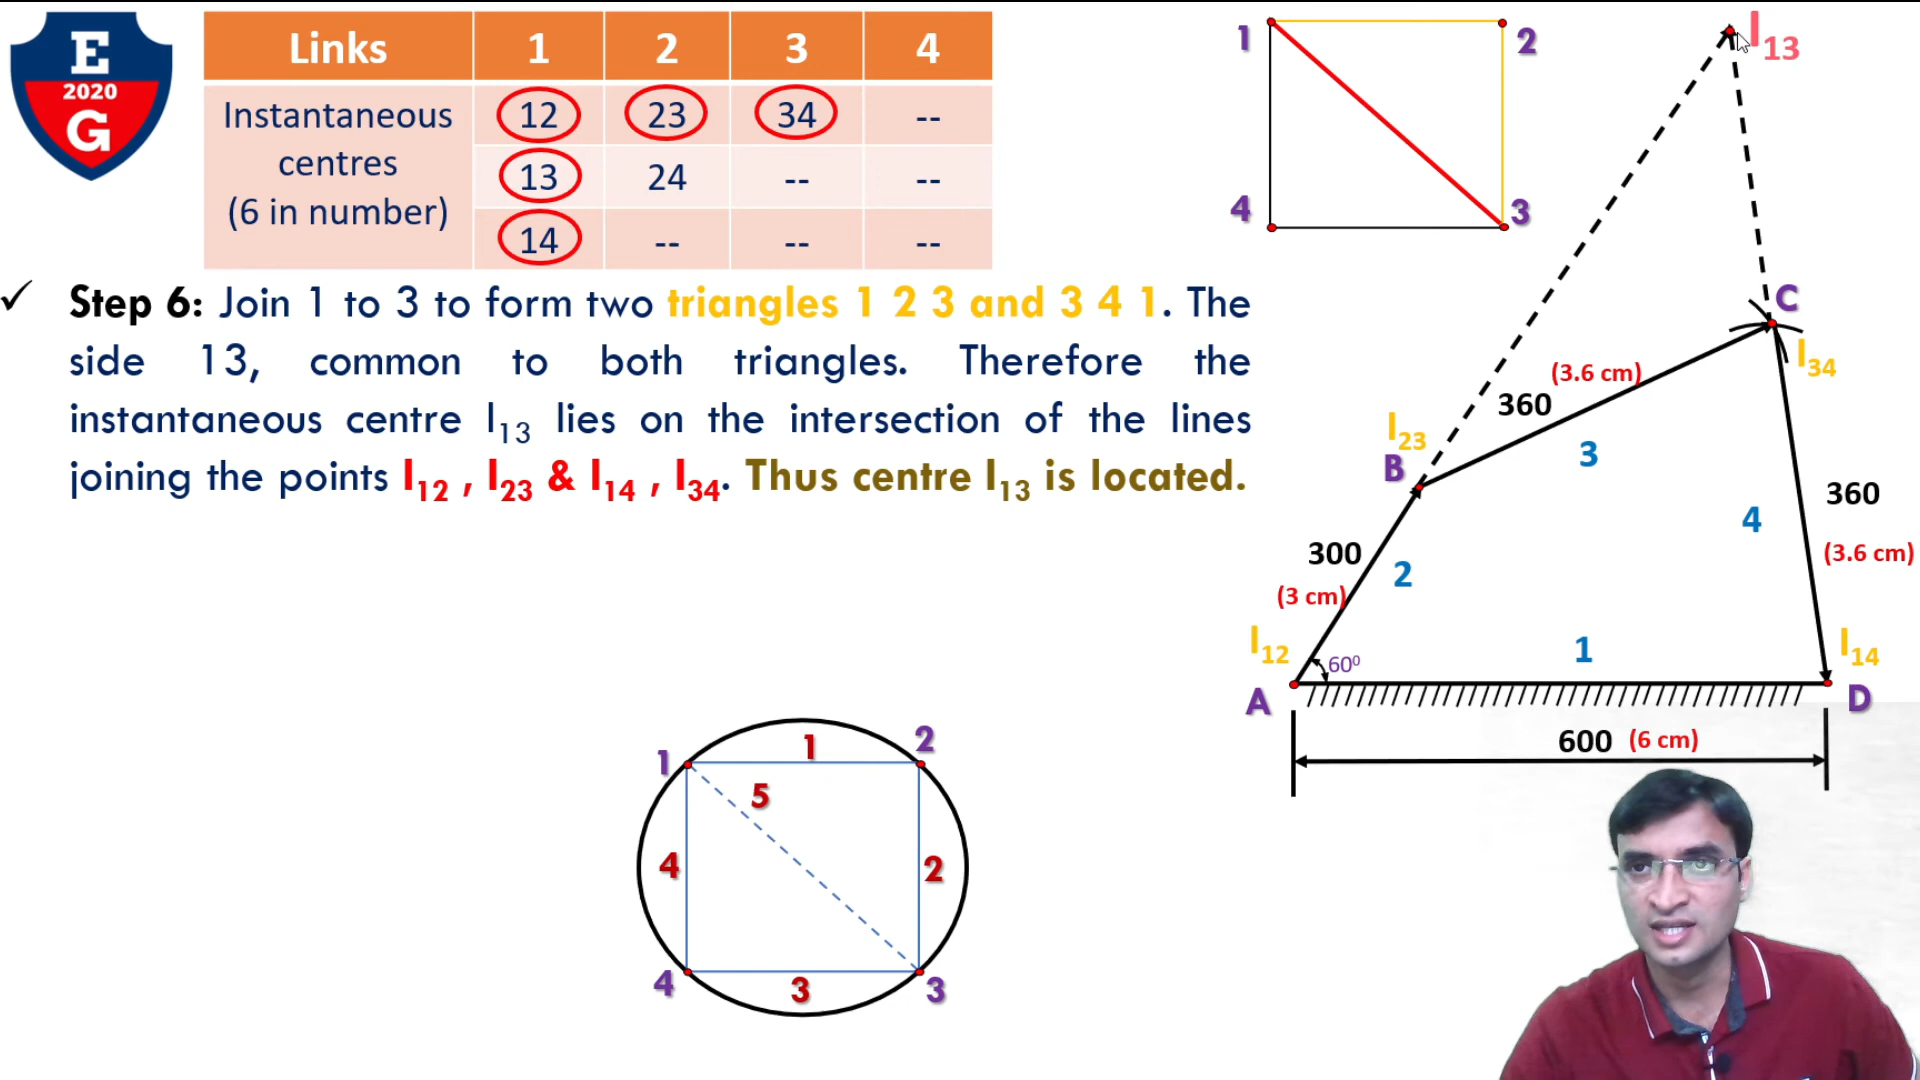 E
2020
G
Links 1 2 3 4
Instantaneous centres (6 in number)
12 23 34 --
13 24 -- --
14 -- -- --
1 2
4 3
✓ Step 6: Join 1 to 3 to form two triangles 1 2 3 and 3 4 1. The
side 13, common to both triangles. Therefore the
instantaneous centre I13 lies on the intersection of the lines
joining the points I12 , I23 & I14 , I34. Thus centre I13 is located.
I13
C
I34
(3.6 cm)
360
I23
B
3
360
4
300
(3.6 cm)
2
(3 cm)
I12
60⁰
1
I14
A
D
600 (6 cm)
1 1 2
5
4 2
4 3 3